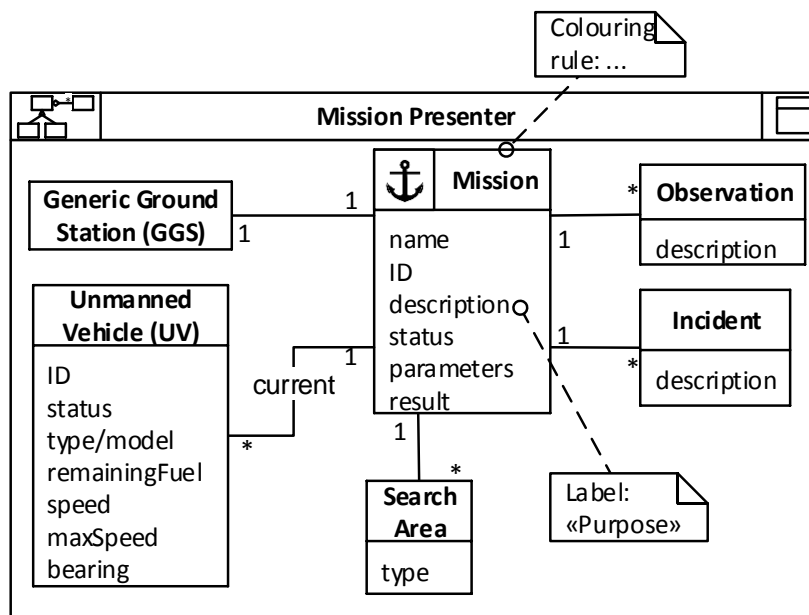 Colouring
rule: ...
*
Mission Presenter
Generic Ground
Station (GGS)
1
1
Mission
name
ID
description
status
parameters
result
*
1
Observation
description
Unmanned
Vehicle (UV)
ID
status
type/model
remainingFuel
speed
maxSpeed
bearing
current
1
*
1
*
Incident
description
1
*
Search
Area
type
Label:
«Purpose»